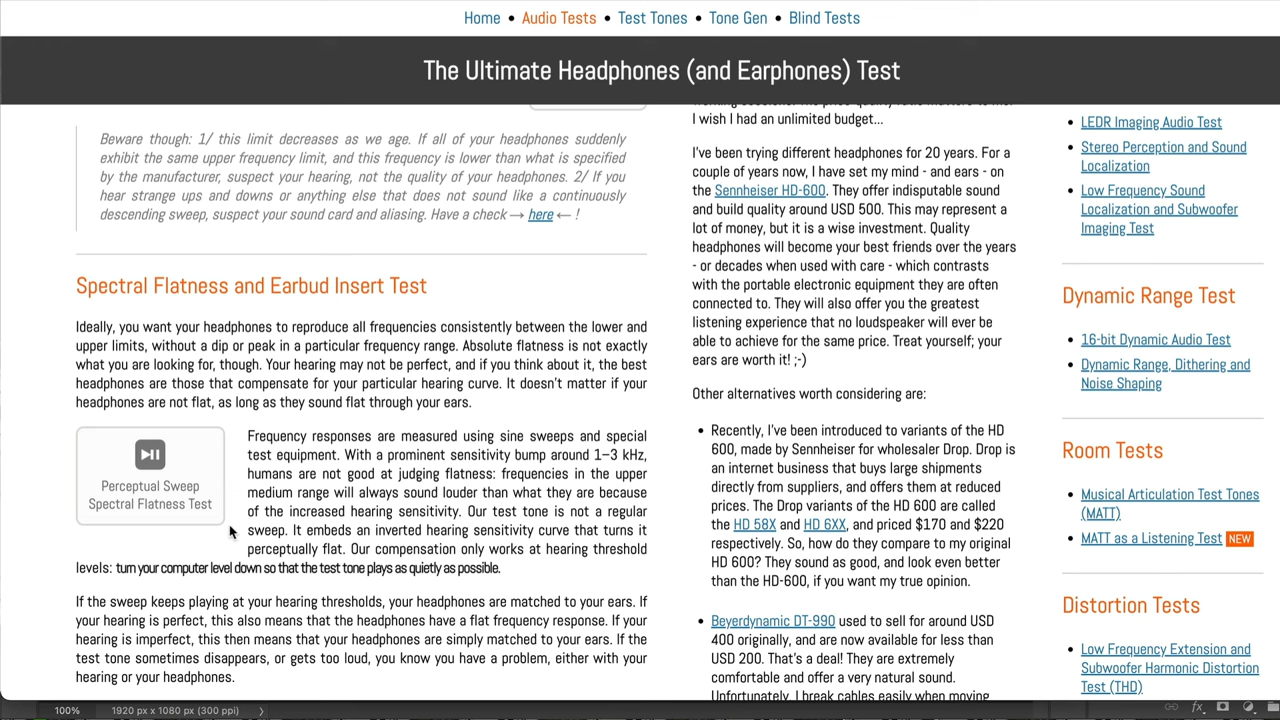 Home • Audio Tests • Test Tones • Tone Gen • Blind Tests
The Ultimate Headphones (and Earphones) Test
Beware though: 1/ this limit decreases as we age. If all of your headphones suddenly
exhibit the same upper frequency limit, and this frequency is lower than what is specified
by the manufacturer, suspect your hearing, not the quality of your headphones. 2/ If you
hear strange ups and downs or anything else that does not sound like a continuously
descending sweep, suspect your sound card and aliasing. Have a check → here ← !
Spectral Flatness and Earbud Insert Test
Ideally, you want your headphones to reproduce all frequencies consistently between the lower and
upper limits, without a dip or peak in a particular frequency range. Absolute flatness is not exactly
what you are looking for, though. Your hearing may not be perfect, and if you think about it, the best
headphones are those that compensate for your particular hearing curve. It doesn't matter if your
headphones are not flat, as long as they sound flat through your ears.
Perceptual Sweep
Spectral Flatness Test
Frequency responses are measured using sine sweeps and special
test equipment. With a prominent sensitivity bump around 1–3 kHz,
humans are not good at judging flatness: frequencies in the upper
medium range will always sound louder than what they are because
of the increased hearing sensitivity. Our test tone is not a regular
sweep. It embeds an inverted hearing sensitivity curve that turns it
perceptually flat. Our compensation only works at hearing threshold
levels: turn your computer level down so that the test tone plays as quietly as possible.
If the sweep keeps playing at your hearing thresholds, your headphones are matched to your ears. If
your hearing is perfect, this also means that the headphones have a flat frequency response. If your
hearing is imperfect, this then means that your headphones are simply matched to your ears. If the
test tone sometimes disappears, or gets too loud, you know you have a problem, either with your
hearing or your headphones.
I wish I had an unlimited budget...
I've been trying different headphones for 20 years. For a
couple of years now, I have set my mind - and ears - on
the Sennheiser HD-600. They offer indisputable sound
and build quality around USD 500. This may represent a
lot of money, but it is a wise investment. Quality
headphones will become your best friends over the years
- or decades when used with care - which contrasts
with the portable electronic equipment they are often
connected to. They will also offer you the greatest
listening experience that no loudspeaker will ever be
able to achieve for the same price. Treat yourself; your
ears are worth it! ;-)
Other alternatives worth considering are:
• Recently, I've been introduced to variants of the HD
600, made by Sennheiser for wholesaler Drop. Drop is
an internet business that buys large shipments
directly from suppliers, and offers them at reduced
prices. The Drop variants of the HD 600 are called
the HD 58X and HD 6XX, and priced $170 and $220
respectively. So, how do they compare to my original
HD 600? They sound as good, and look even better
than the HD-600, if you want my true opinion.
• Beyerdynamic DT-990 used to sell for around USD
400 originally, and are now available for less than
USD 200. That's a deal! They are extremely
comfortable and offer a very natural sound.
Unfortunately, I break cables easily when moving
• LEDR Imaging Audio Test
• Stereo Perception and Sound
Localization
• Low Frequency Sound
Localization and Subwoofer
Imaging Test
Dynamic Range Test
• 16-bit Dynamic Audio Test
• Dynamic Range, Dithering and
Noise Shaping
Room Tests
• Musical Articulation Test Tones
(MATT)
• MATT as a Listening Test NEW
Distortion Tests
• Low Frequency Extension and
Subwoofer Harmonic Distortion
Test (THD)
100% 1920 px x 1080 px (300 ppi)
fx